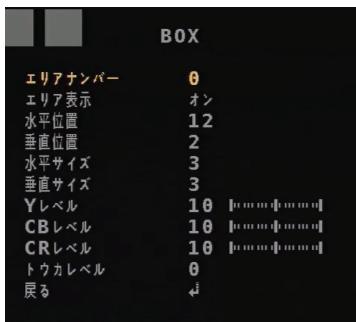 BOX
エリアナンバー 0
エリア表示 オン
水平位置 12
垂直位置 2
水平サイズ 3
垂直サイズ 3
Yレベル 10
CBレベル 10
CRレベル 10
トウカレベル 0
戻る ↲